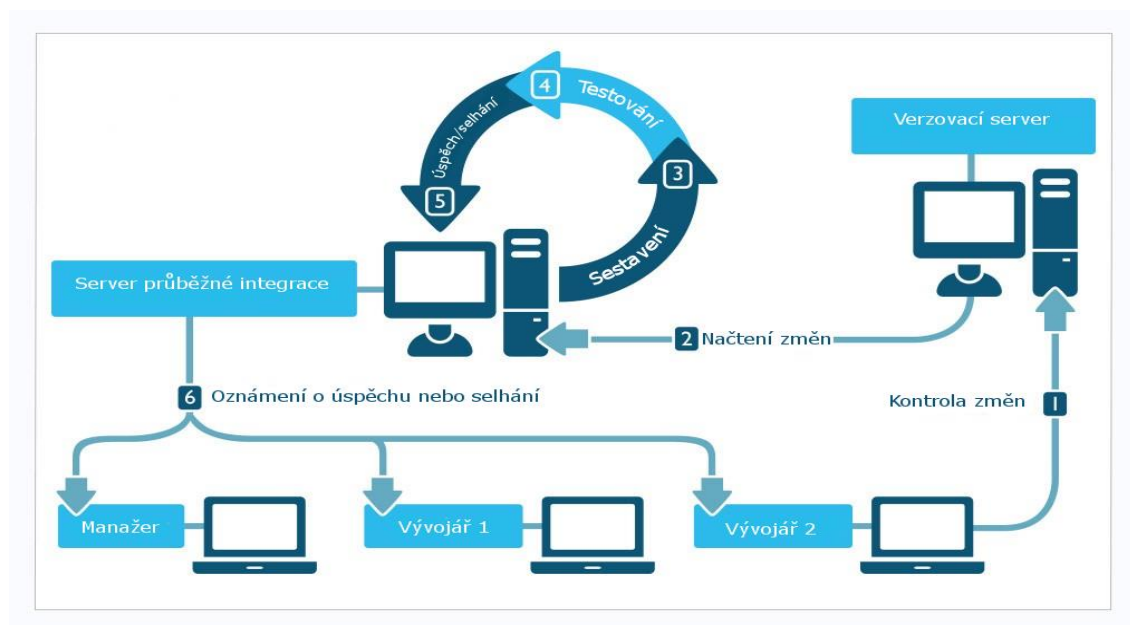 4 Testování
Úspěch/selhání
Verzovací server
3
5
Sestavení
Server průběžné integrace
2 Načtení změn
6 Oznámení o úspěchu nebo selhání
Kontrola změn 1
Manažer
Vývojář 1
Vývojář 2